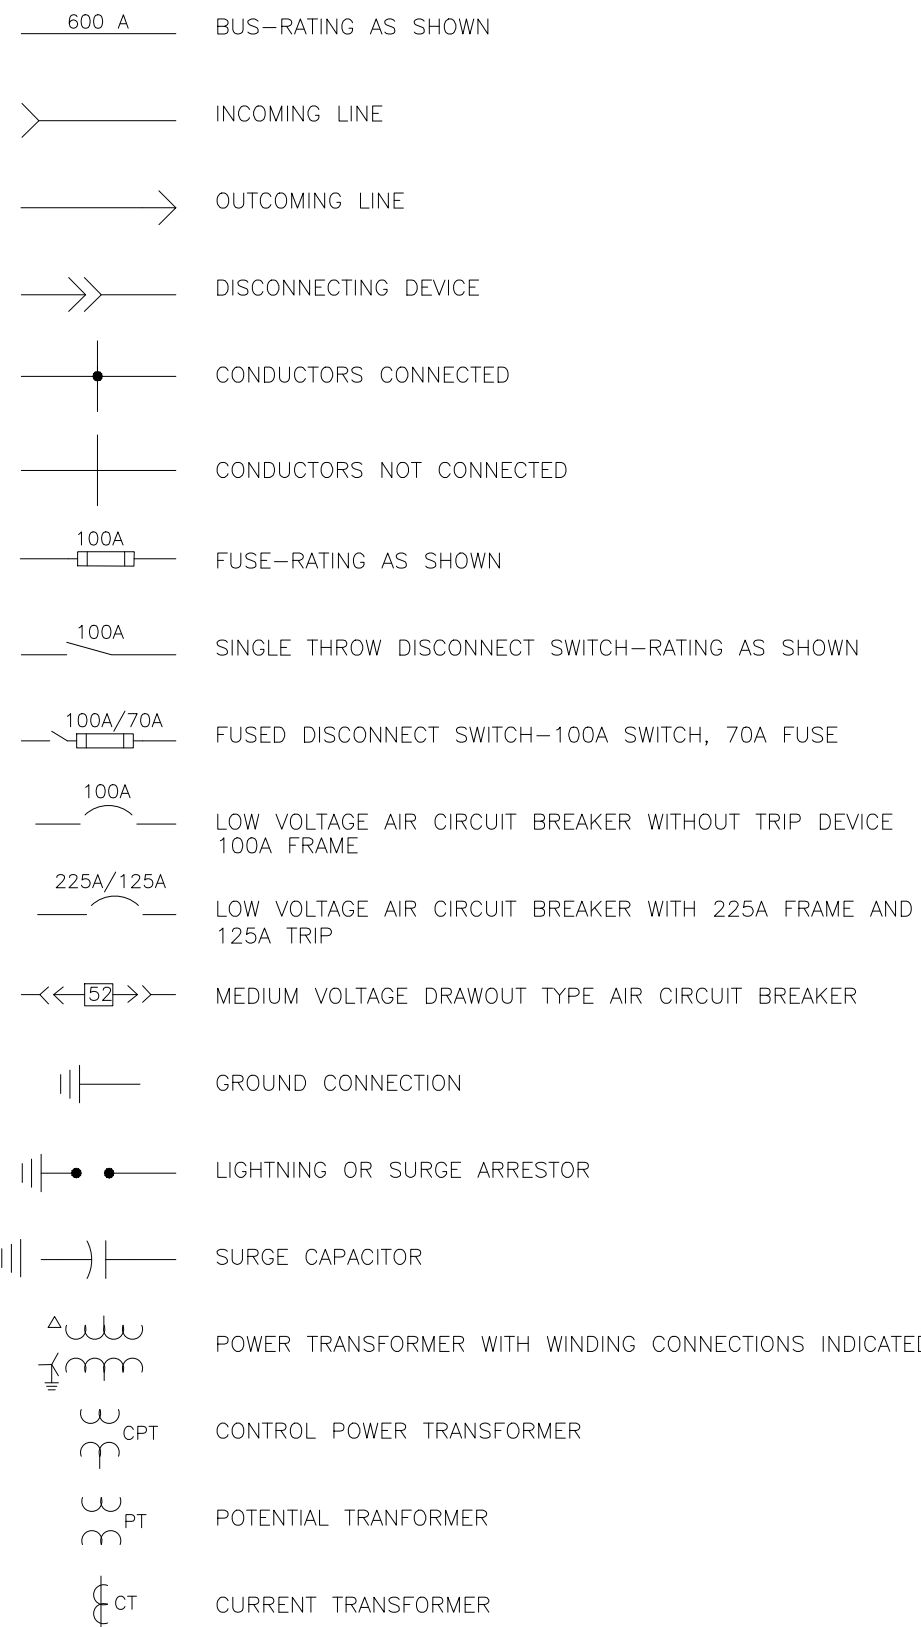 600 A BUS-RATING AS SHOWN
INCOMING LINE
OUTCOMING LINE
DISCONNECTING DEVICE
CONDUCTORS CONNECTED
CONDUCTORS NOT CONNECTED
100A
FUSE-RATING AS SHOWN
100A
SINGLE THROW DISCONNECT SWITCH-RATING AS SHOWN
100A/70A
FUSED DISCONNECT SWITCH-100A SWITCH, 70A FUSE
100A
LOW VOLTAGE AIR CIRCUIT BREAKER WITHOUT TRIP DEVICE
100A FRAME
225A/125A
LOW VOLTAGE AIR CIRCUIT BREAKER WITH 225A FRAME AND
125A TRIP
52 MEDIUM VOLTAGE DRAWOUT TYPE AIR CIRCUIT BREAKER
GROUND CONNECTION
LIGHTNING OR SURGE ARRESTOR
SURGE CAPACITOR
POWER TRANSFORMER WITH WINDING CONNECTIONS INDICATED
CPT CONTROL POWER TRANSFORMER
PT POTENTIAL TRANFORMER
CT CURRENT TRANSFORMER